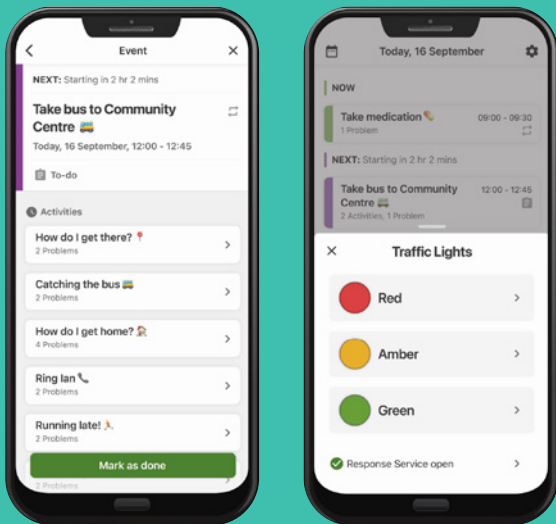 Event
NEXT: Starting in 2 hr 2 mins
Take bus to Community
Centre 🚌
Today, 16 September, 12:00 - 12:45
To-do
Activities
How do I get there? 📍
2 Problems
Catching the bus 🚌
2 Problems
How do I get home? 🏠
4 Problems
Ring Ian 📞
2 Problems
Running late! 🏃
2 Problems
Mark as done
2 Problems
Today, 16 September
NOW
Take medication 💊
09:00 - 09:30
1 Problem
NEXT: Starting in 2 hr 2 mins
Take bus to Community
12:00 - 12:45
Centre 🚌
2 Activities, 1 Problem
Traffic Lights
Red
Amber
Green
Response Service open